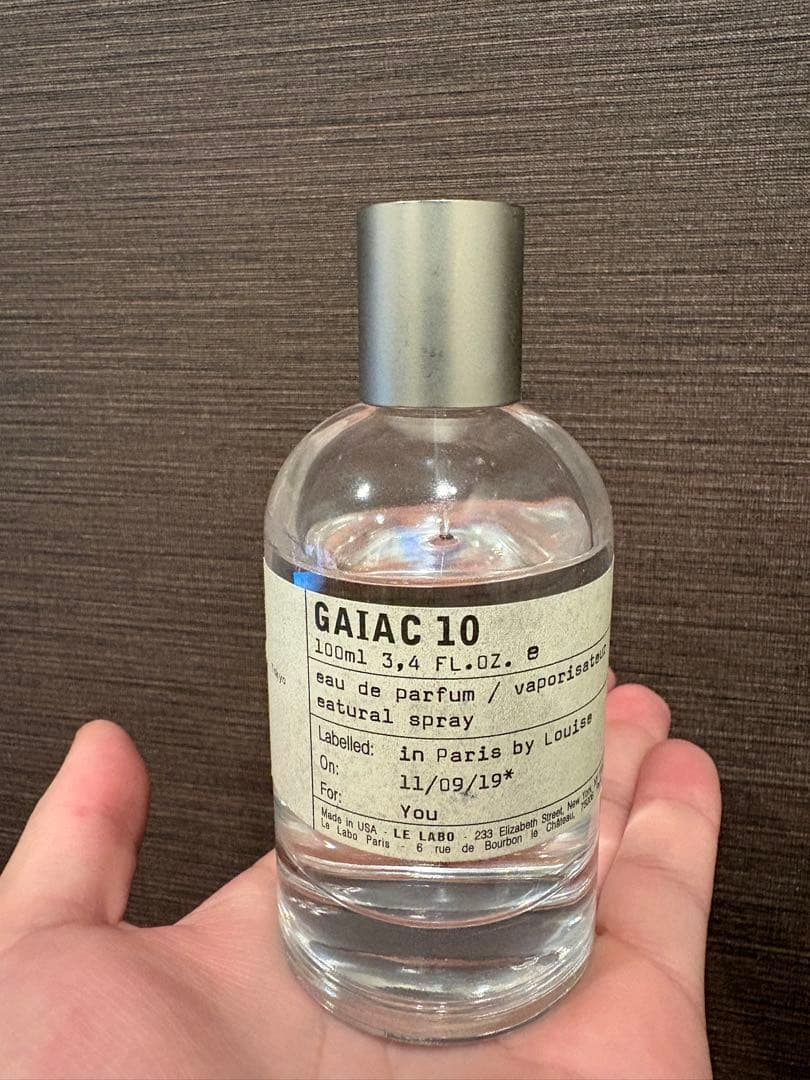 GAIAC 10
100ml 3,4 FL.OZ. e
eau de parfum / vaporisateur
eatural spray
Labelled: in Paris by Louise
On: 11/09/19*
For: You
Made in USA - LE LABO - 233 Elizabeth Street, New York
Le Labo Paris - 6 rue de Bourbon le Château,
Tokyo